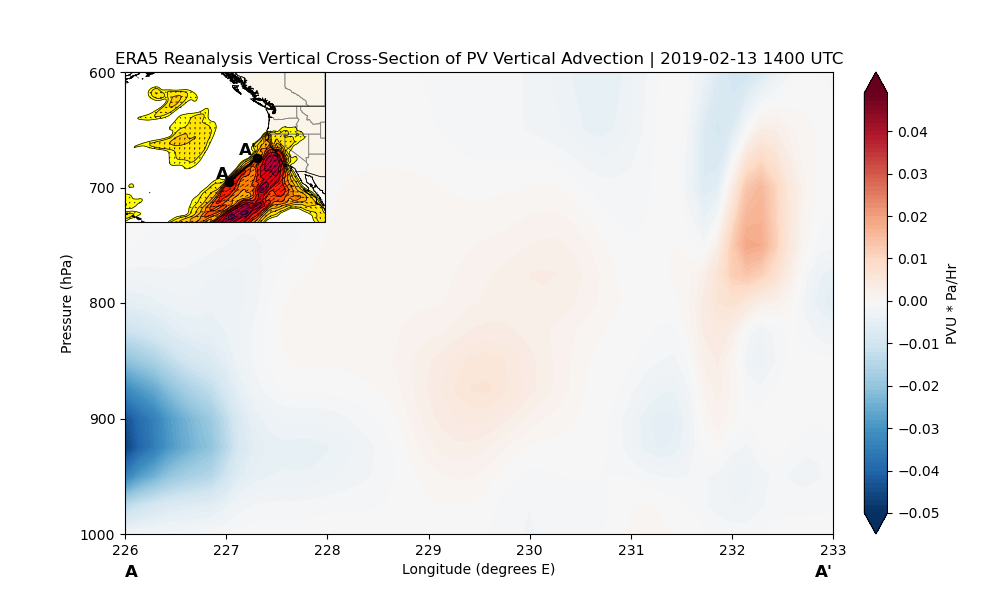 ERA5 Reanalysis Vertical Cross-Section of PV Vertical Advection | 2019-02-13 1400 UTC
600
700
800
900
1000
Pressure (hPa)
A'
A
226
227
228
229
230
231
232
233
A
Longitude (degrees E)
A'
0.04
0.03
0.02
0.01
0.00
−0.01
−0.02
−0.03
−0.04
−0.05
PVU * Pa/Hr